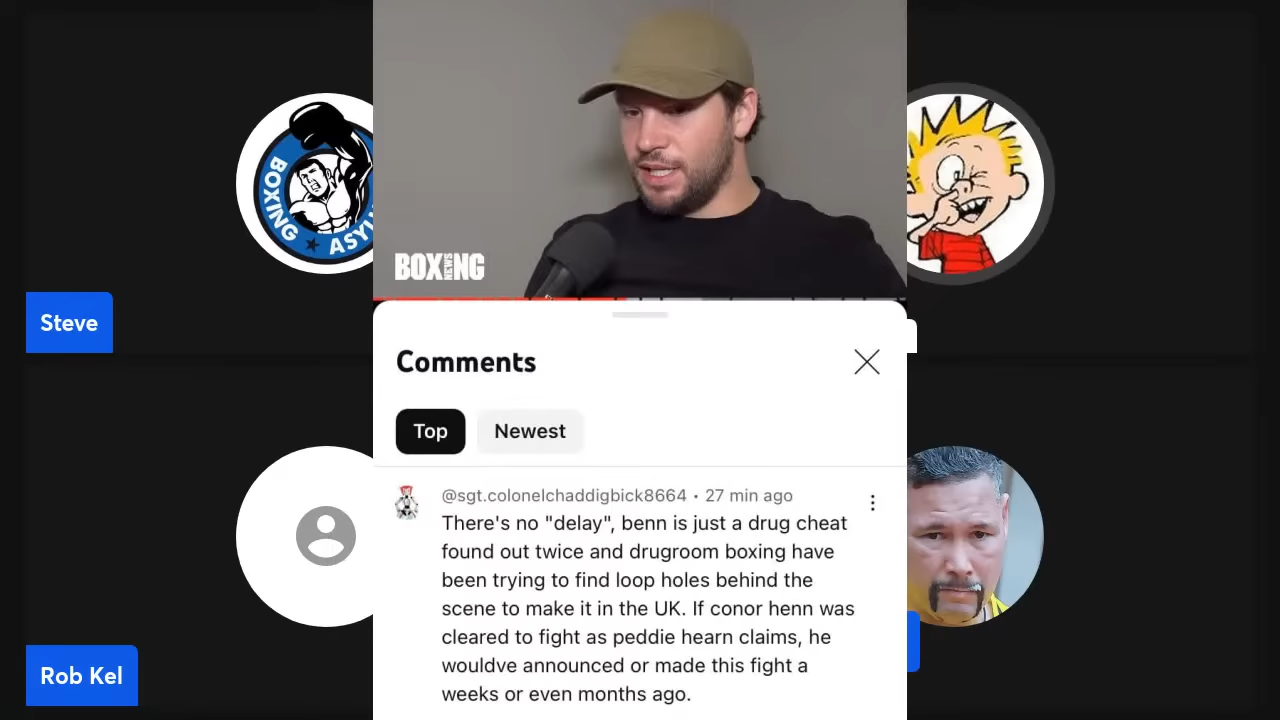 BOXING
ASYL
Steve
BOXING
NEWS
Comments
Top
Newest
@sgt.colonelchaddigbick8664 • 27 min ago
There's no "delay", benn is just a drug cheat
found out twice and drugroom boxing have
been trying to find loop holes behind the
scene to make it in the UK. If conor henn was
cleared to fight as peddie hearn claims, he
wouldve announced or made this fight a
weeks or even months ago.
Rob Kel